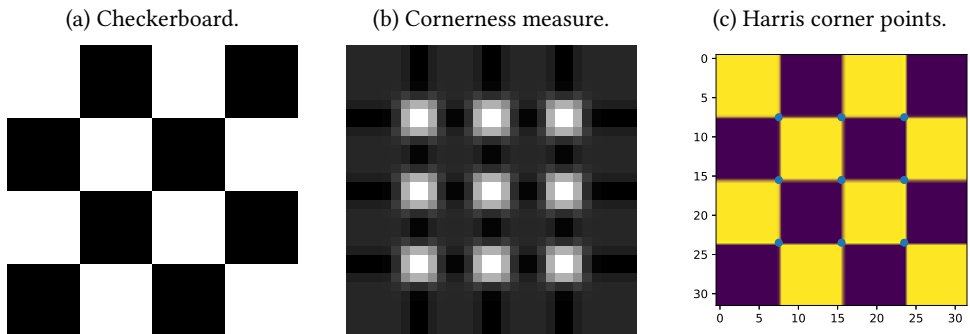 (a) Checkerboard.
(b) Cornerness measure.
(c) Harris corner points.
0
5
10
15
20
25
30
0 5 10 15 20 25 30